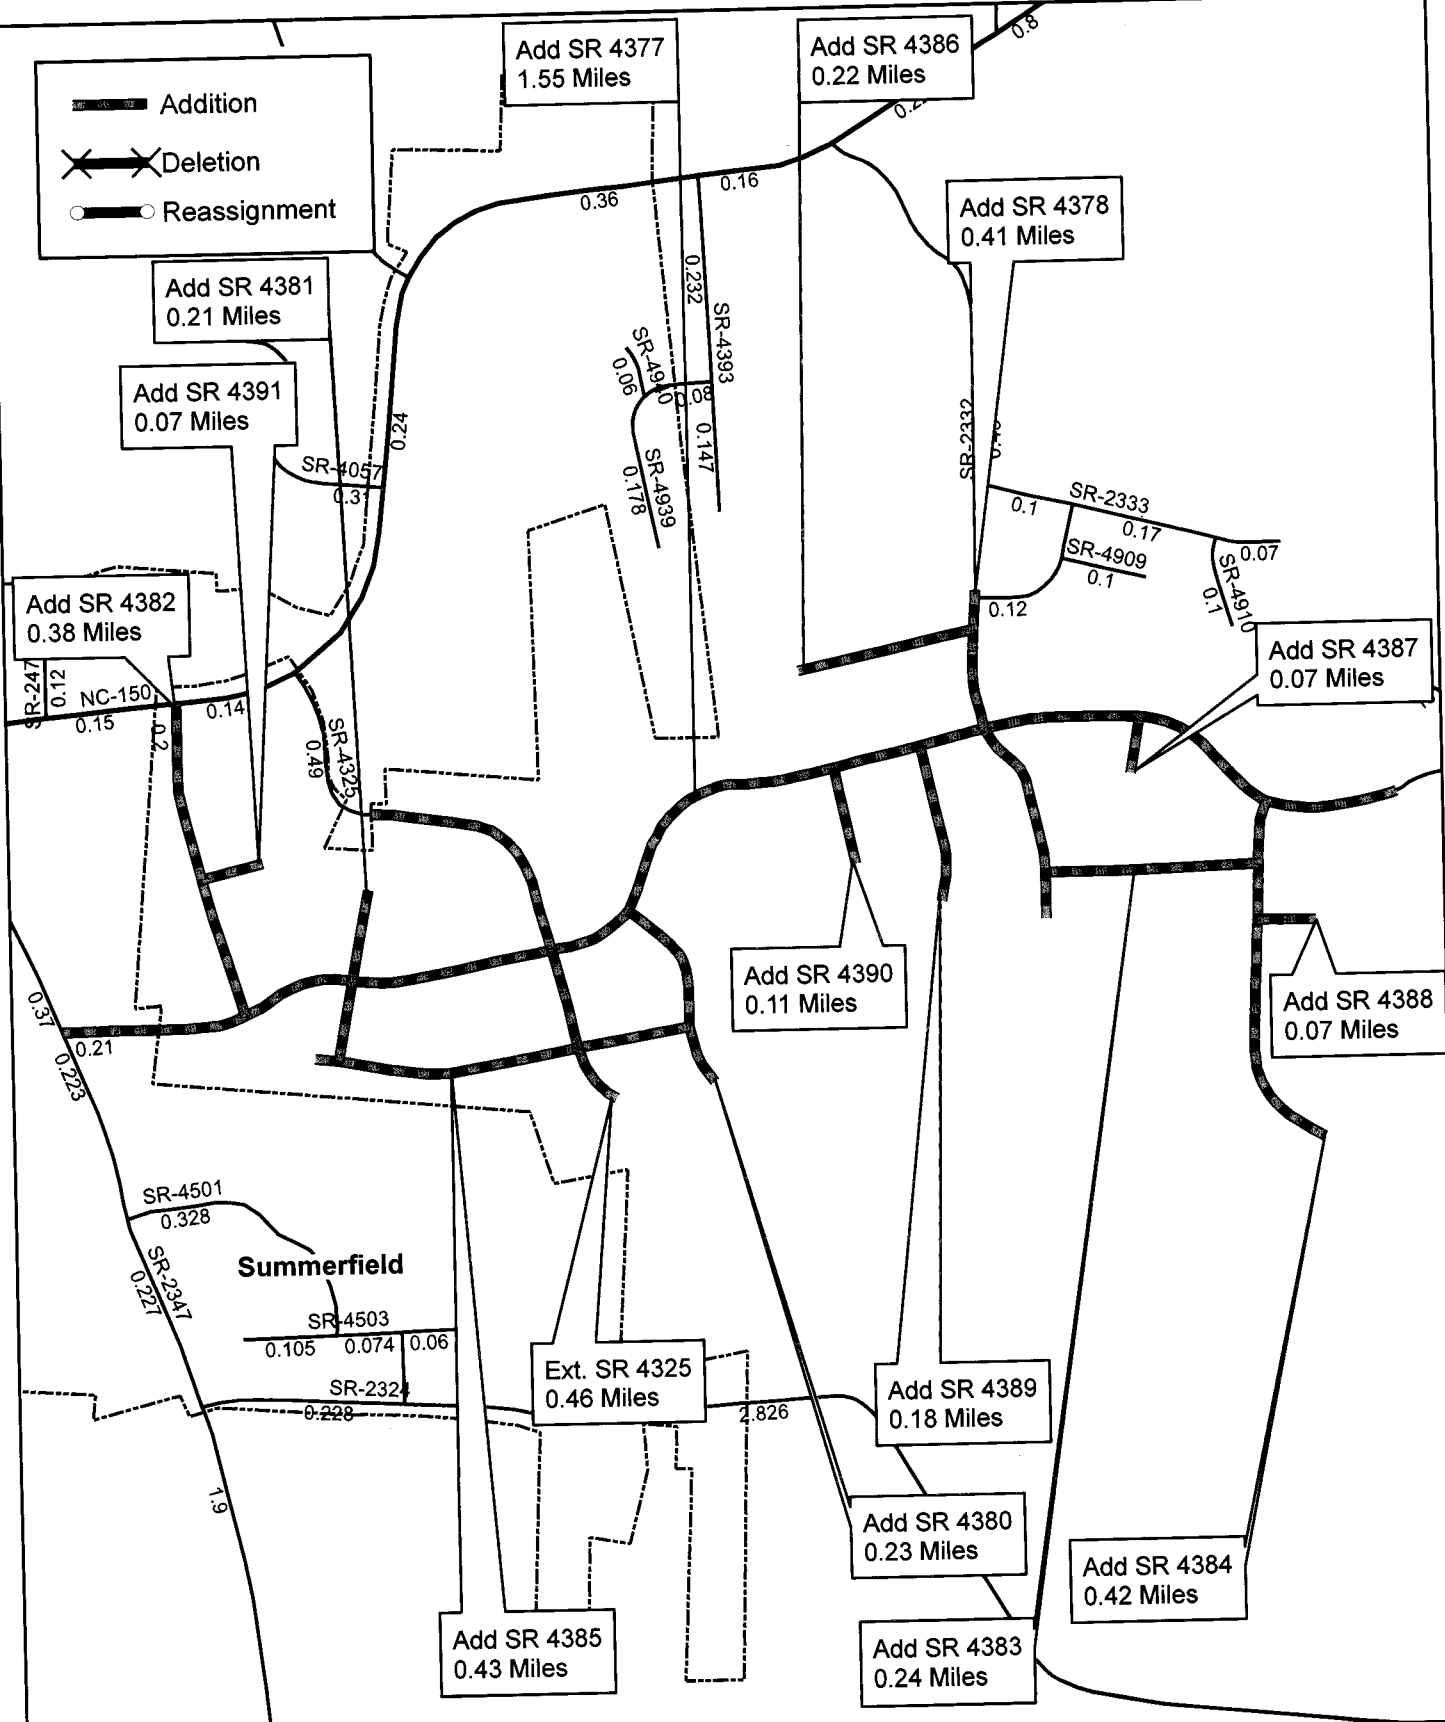 Add SR 4377
1.55 Miles
Add SR 4386
0.22 Miles
0.8
Addition
Deletion
Reassignment
0.36
0.16
Add SR 4378
0.41 Miles
Add SR 4381
0.21 Miles
0.232
SR-4393
0.06
0.08
0.147
Add SR 4391
0.07 Miles
0.24
SR-4057
0.31
SR-4939
0.178
SR-2332
SR-2333
0.1
0.17
0.07
SR-4909
0.1
SR-4910
0.1
0.12
Add SR 4382
0.38 Miles
SR-247
0.12
NC-150
0.15
0.2
0.14
SR-4325
0.49
Add SR 4387
0.07 Miles
Add SR 4390
0.11 Miles
Add SR 4388
0.07 Miles
0.37
0.21
0.223
SR-4501
0.328
Summerfield
SR-2347
0.227
SR-4503
0.105
0.074
0.06
SR-2324
0.228
Ext. SR 4325
0.46 Miles
2.826
Add SR 4389
0.18 Miles
1.9
Add SR 4380
0.23 Miles
Add SR 4384
0.42 Miles
Add SR 4385
0.43 Miles
Add SR 4383
0.24 Miles